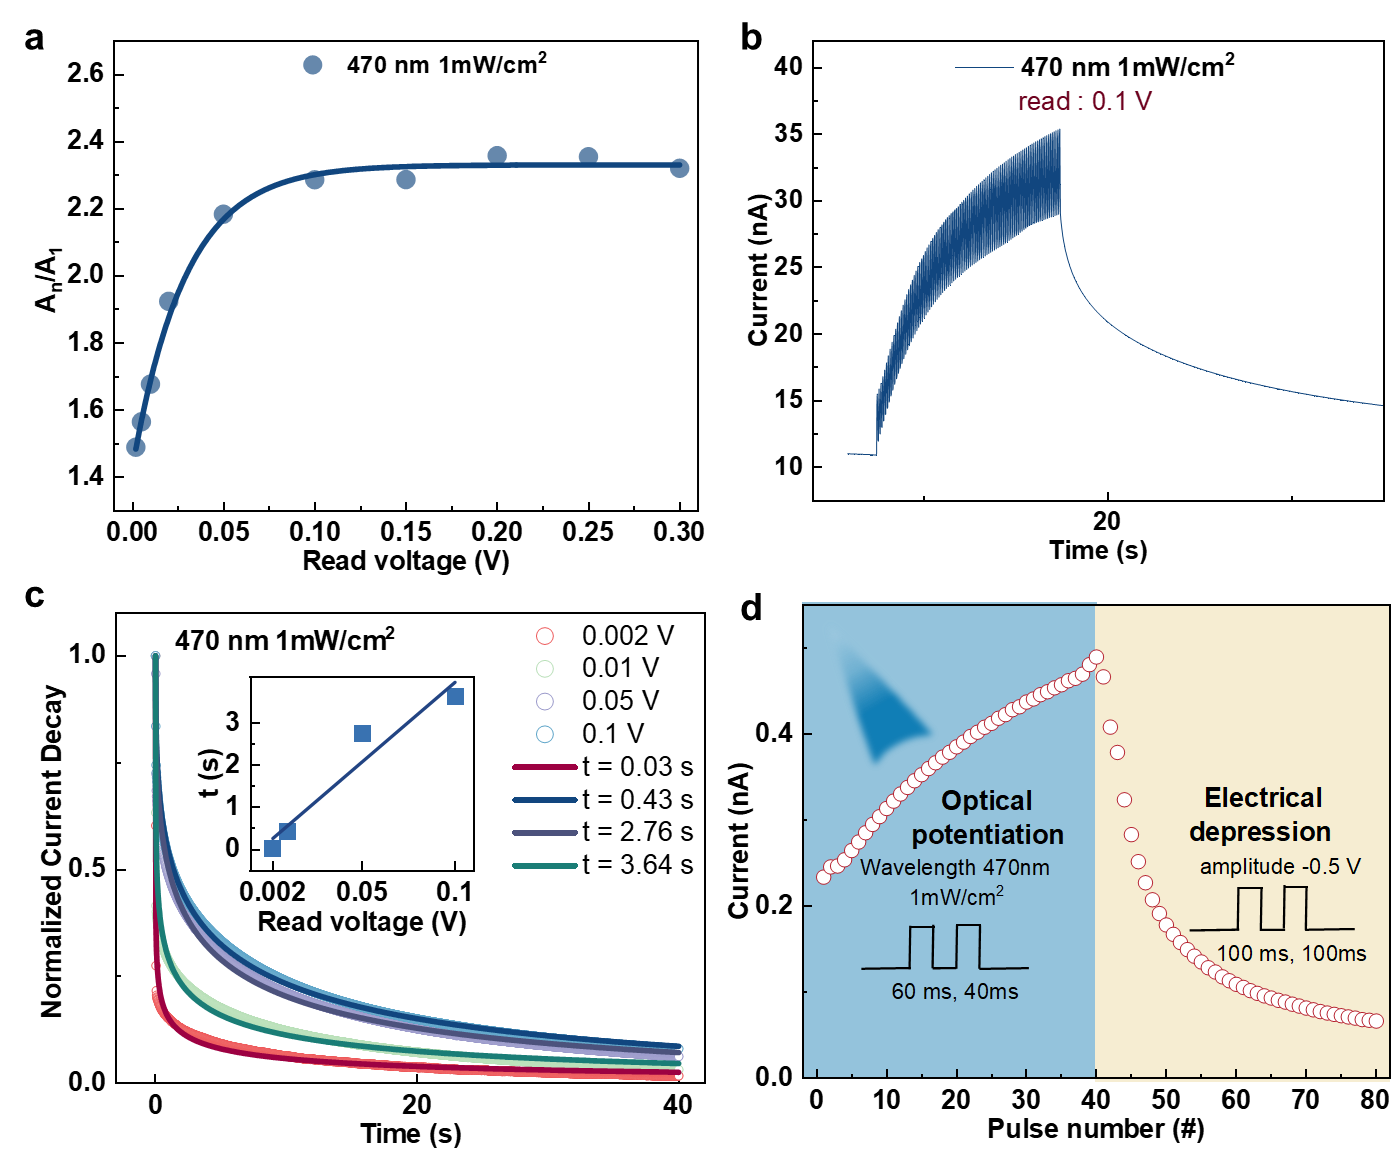 a
470 nm 1mW/cm²
2.6
2.4
2.2
2.0
1.8
1.6
1.4
Aₙ/A₁
0.00 0.05 0.10 0.15 0.20 0.25 0.30
Read voltage (V)
b
470 nm 1mW/cm²
read : 0.1 V
40
35
30
25
20
15
10
Current (nA)
20
Time (s)
c
470 nm 1mW/cm²
0.002 V
0.01 V
0.05 V
0.1 V
t = 0.03 s
t = 0.43 s
t = 2.76 s
t = 3.64 s
1.0
0.5
0.0
Normalized Current Decay
3
2
1
0
t (s)
0.002 0.05 0.1
Read voltage (V)
0 20 40
Time (s)
d
0.4
0.2
0.0
Current (nA)
Optical
potentiation
Wavelength 470nm
1mW/cm²
60 ms, 40ms
Electrical
depression
amplitude -0.5 V
100 ms, 100ms
0 10 20 30 40 50 60 70 80
Pulse number (#)